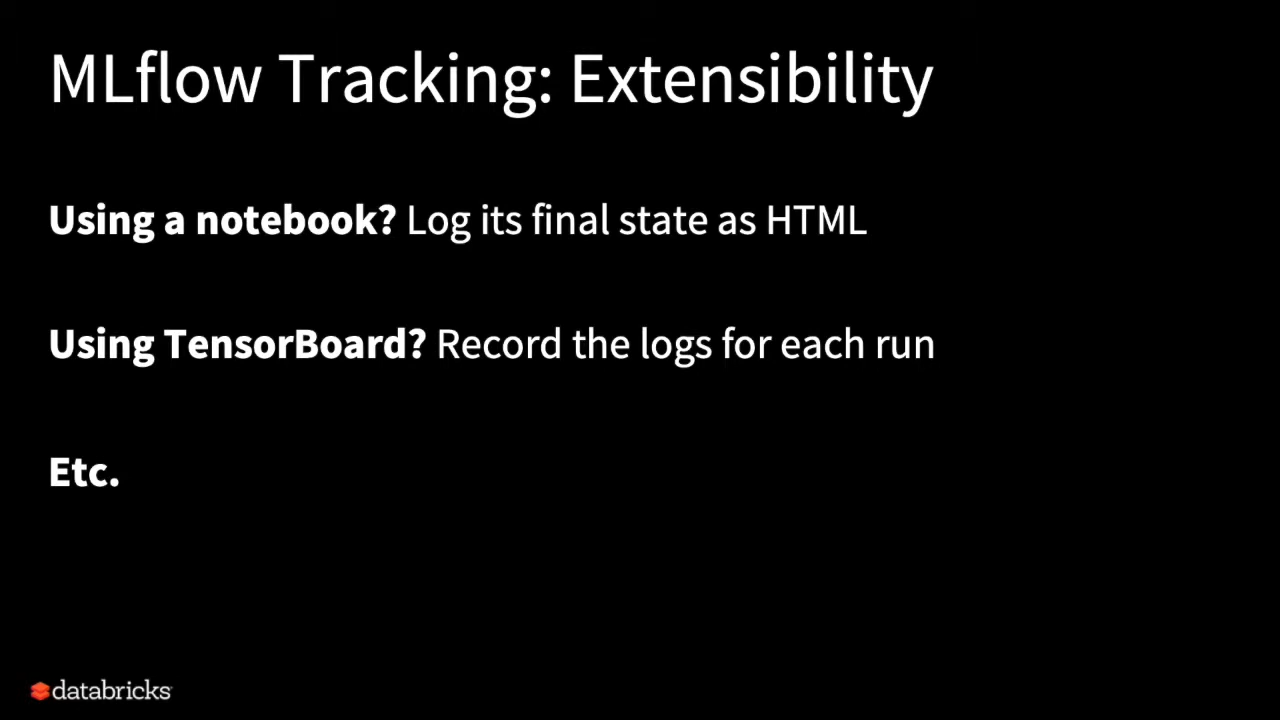 MLflow Tracking: Extensibility
Using a notebook? Log its final state as HTML
Using TensorBoard? Record the logs for each run
Etc.
databricks